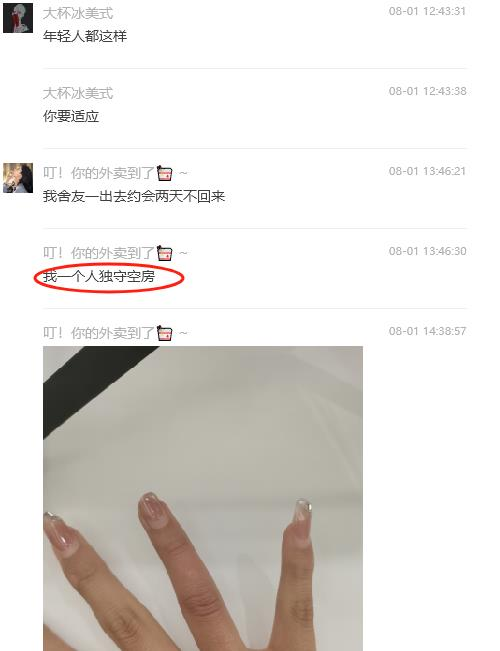 大杯冰美式
08-01 12:43:31
年轻人都这样
大杯冰美式
08-01 12:43:38
你要适应
叮！你的外卖到了 ~
08-01 13:46:21
我舍友一出去约会两天不回来
叮！你的外卖到了 ~
08-01 13:46:30
我一个人独守空房
叮！你的外卖到了 ~
08-01 14:38:57